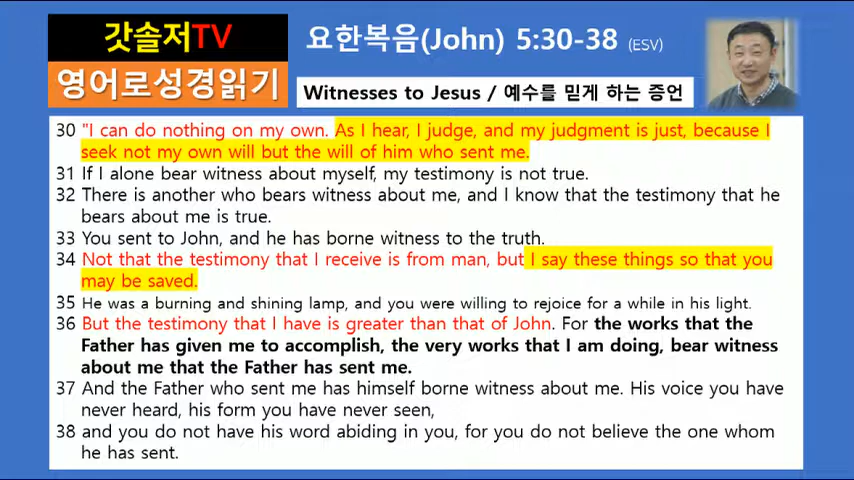 갓솔저TV
영어로성경읽기
요한복음(John) 5:30-38 (ESV)
Witnesses to Jesus / 예수를 믿게 하는 증언
30 "I can do nothing on my own. As I hear, I judge, and my judgment is just, because I
seek not my own will but the will of him who sent me.
31 If I alone bear witness about myself, my testimony is not true.
32 There is another who bears witness about me, and I know that the testimony that he
bears about me is true.
33 You sent to John, and he has borne witness to the truth.
34 Not that the testimony that I receive is from man, but I say these things so that you
may be saved.
35 He was a burning and shining lamp, and you were willing to rejoice for a while in his light.
36 But the testimony that I have is greater than that of John. For the works that the
Father has given me to accomplish, the very works that I am doing, bear witness
about me that the Father has sent me.
37 And the Father who sent me has himself borne witness about me. His voice you have
never heard, his form you have never seen,
38 and you do not have his word abiding in you, for you do not believe the one whom
he has sent.